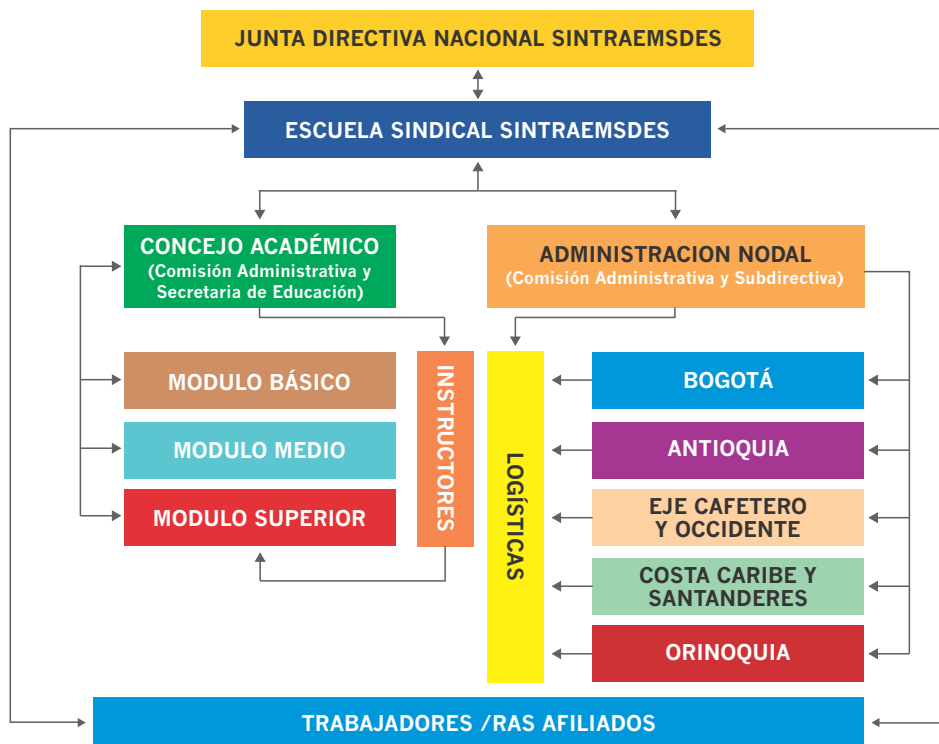 JUNTA DIRECTIVA NACIONAL SINTRAEMSDES
ESCUELA SINDICAL SINTRAEMSDES
CONCEJO ACADÉMICO
(Comisión Administrativa y
Secretaria de Educación)
ADMINISTRACION NODAL
(Comisión Administrativa y Subdirectiva)
MODULO BÁSICO
MODULO MEDIO
MODULO SUPERIOR
INSTRUCTORES
LOGÍSTICAS
BOGOTÁ
ANTIOQUIA
EJE CAFETERO
Y OCCIDENTE
COSTA CARIBE Y
SANTANDERES
ORINOQUIA
TRABAJADORES /RAS AFILIADOS